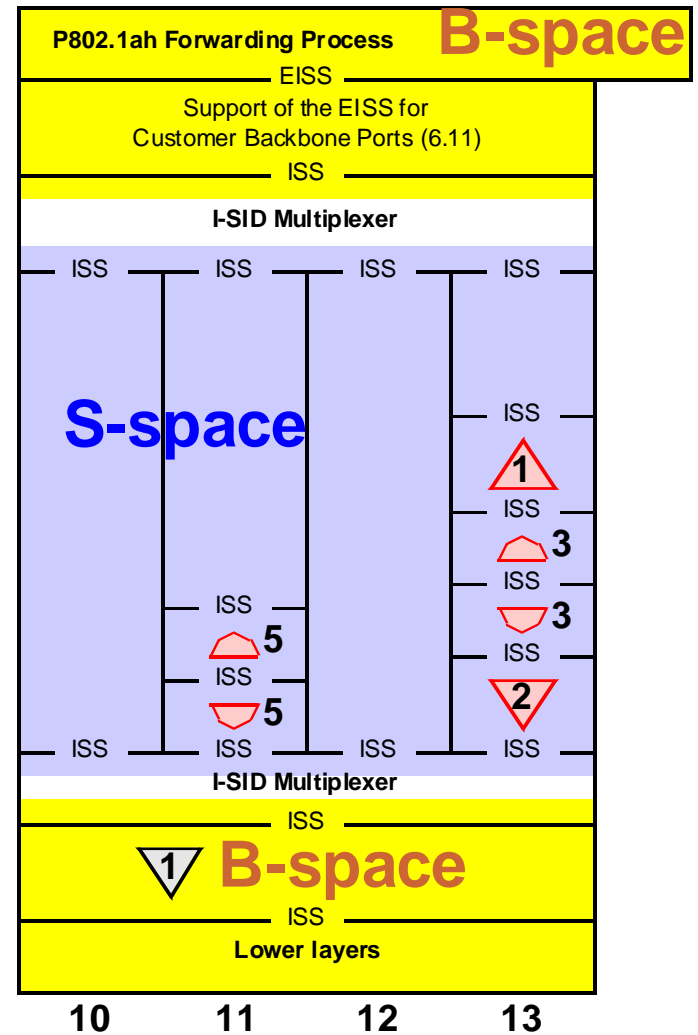 P802.1ah Forwarding Process B-space
EISS
Support of the EISS for
Customer Backbone Ports (6.11)
ISS
I-SID Multiplexer
ISS ISS ISS ISS
S-space
ISS
1
ISS
3
ISS
ISS 3
5 ISS
ISS 2
5
ISS ISS ISS ISS
I-SID Multiplexer
ISS
1 B-space
ISS
Lower layers
10 11 12 13